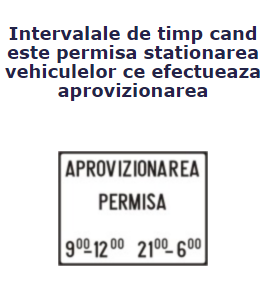 Intervalale de timp cand
este permisa stationarea
vehiculelor ce efectueaza
aprovizionarea
APROVIZIONAREA
PERMISA
9⁰⁰-12⁰⁰ 21⁰⁰-6⁰⁰